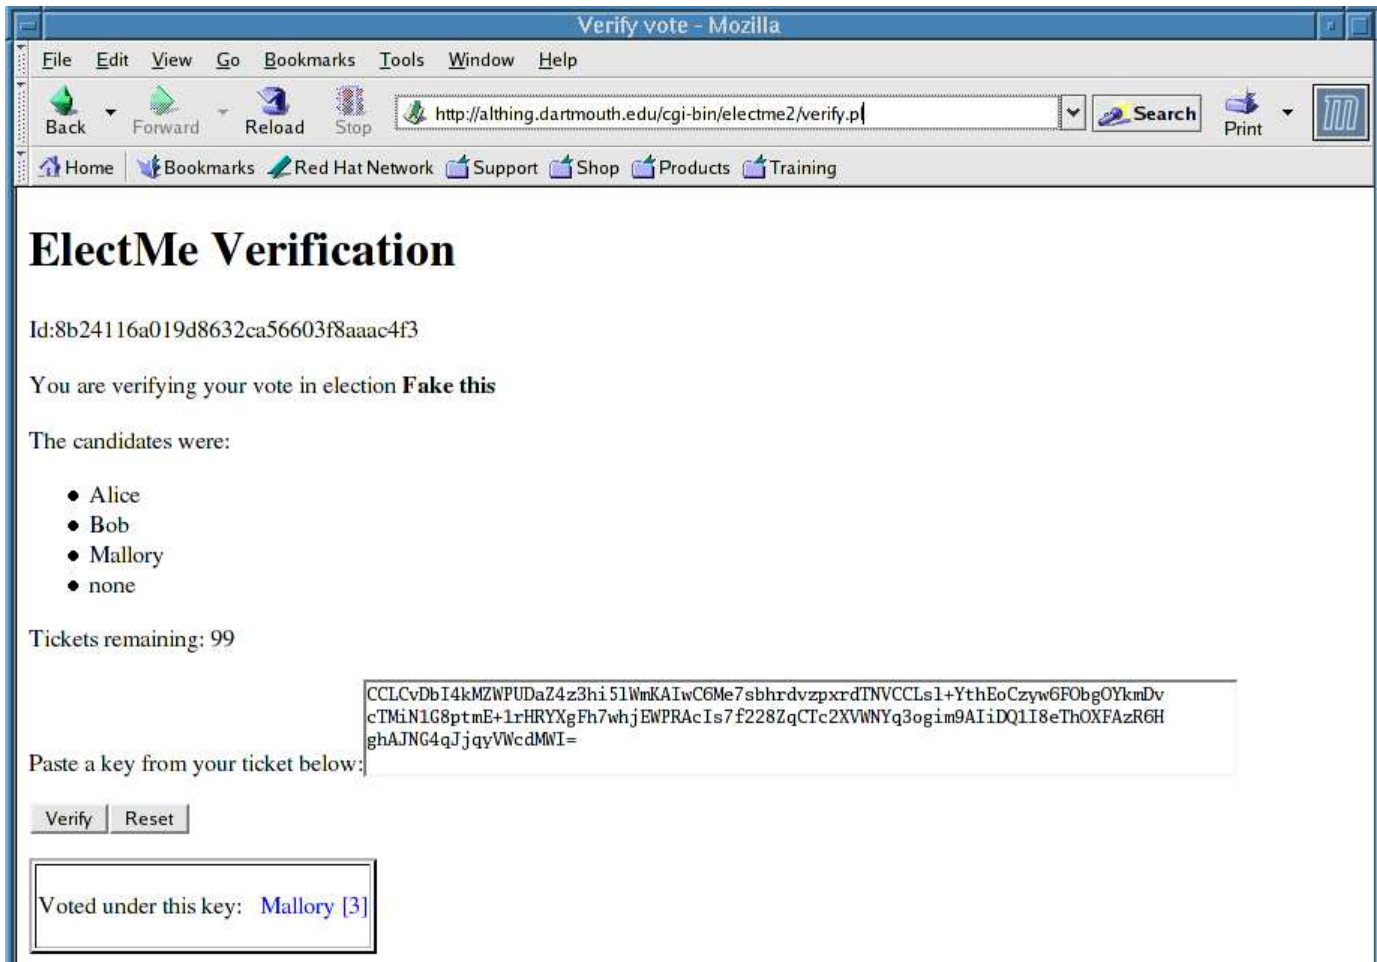 Verify vote - Mozilla
File Edit View Go Bookmarks Tools Window Help
Back Forward Reload Stop http://althing.dartmouth.edu/cgi-bin/electme2/verify.pl Search Print
Home Bookmarks Red Hat Network Support Shop Products Training
ElectMe Verification
Id:8b24116a019d8632ca56603f8aaac4f3
You are verifying your vote in election Fake this
The candidates were:
Alice
Bob
Mallory
none
Tickets remaining: 99
CCLCvDbI4kMZWPUDaZ4z3hi5lWmKAIwC6Me7sbhrdvzpxrdTNVCCLsl+YthEoCzyw6FObgOYkmDv
cTMiN1G8ptmE+1rHRYXgFh7whjEWPRAcIs7f228ZqCTc2XVWNYq3ogim9AIiDQ1I8eThOXFAzR6H
ghAJNG4qJjqyVWcdMWI=
Paste a key from your ticket below:
Verify Reset
Voted under this key: Mallory [3]